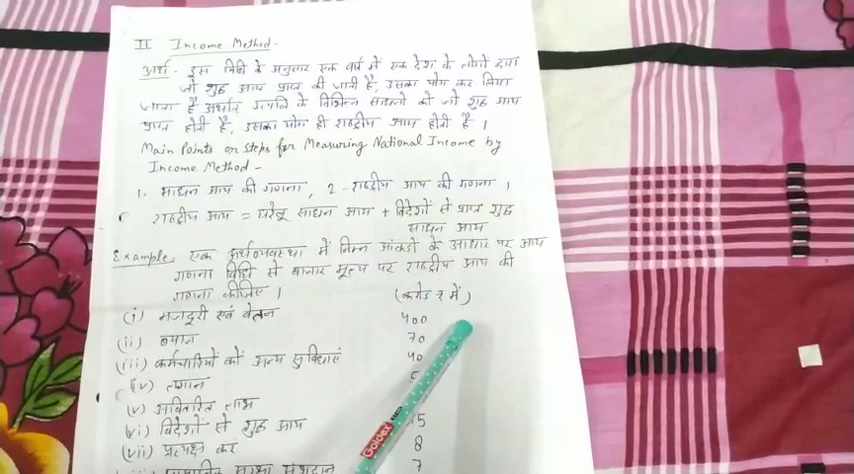 II Income Method.
अर्थ - इस विधि के अनुसार एक वर्ष में एक देश के लोगों द्वारा
जो शुद्ध आय प्राप्त की जाती है, उसका योग कर लिया
जाता है अर्थात उत्पत्ति के विभिन्न साधनों को जो शुद्ध आय
प्राप्त होती है, उसका योग ही राष्ट्रीय आय होती है ।
Main Points or Steps for Measuring National Income by
Income Method -
1. साधन आय की गणना, 2 - राष्ट्रीय आय की गणना ।
राष्ट्रीय आय = घरेलू साधन आय + विदेशों से प्राप्त शुद्ध
साधन आय
Example. एक अर्थव्यवस्था में निम्न आंकडों के आधार पर आय
गणना विधि से बाजार मूल्य पर राष्ट्रीय आय की
गणना कीजिए । (करोड ₹ में)
(i) मजदूरी एवं वेतन 400
(ii) ब्याज 70
(iii) कर्मचारियों को अन्य सुविधाएं 40
(iv) लगान 5
(v) अवितरित लाभ
(vi) विदेशों से शुद्ध आय 15
(vii) प्रत्यक्ष कर 8
सामाजिक सुरक्षा अंशदान 7
Goldex